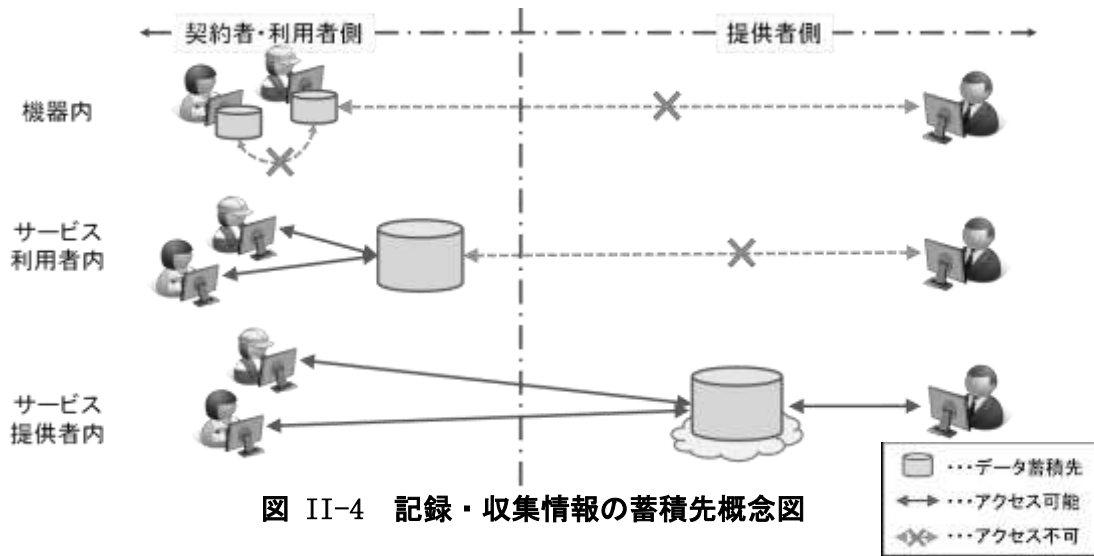 契約者・利用者側
提供者側
機器内
サービス
利用者内
サービス
提供者内
･･･データ蓄積先
･･･アクセス可能
･･･アクセス不可
図 II-4 記録・収集情報の蓄積先概念図